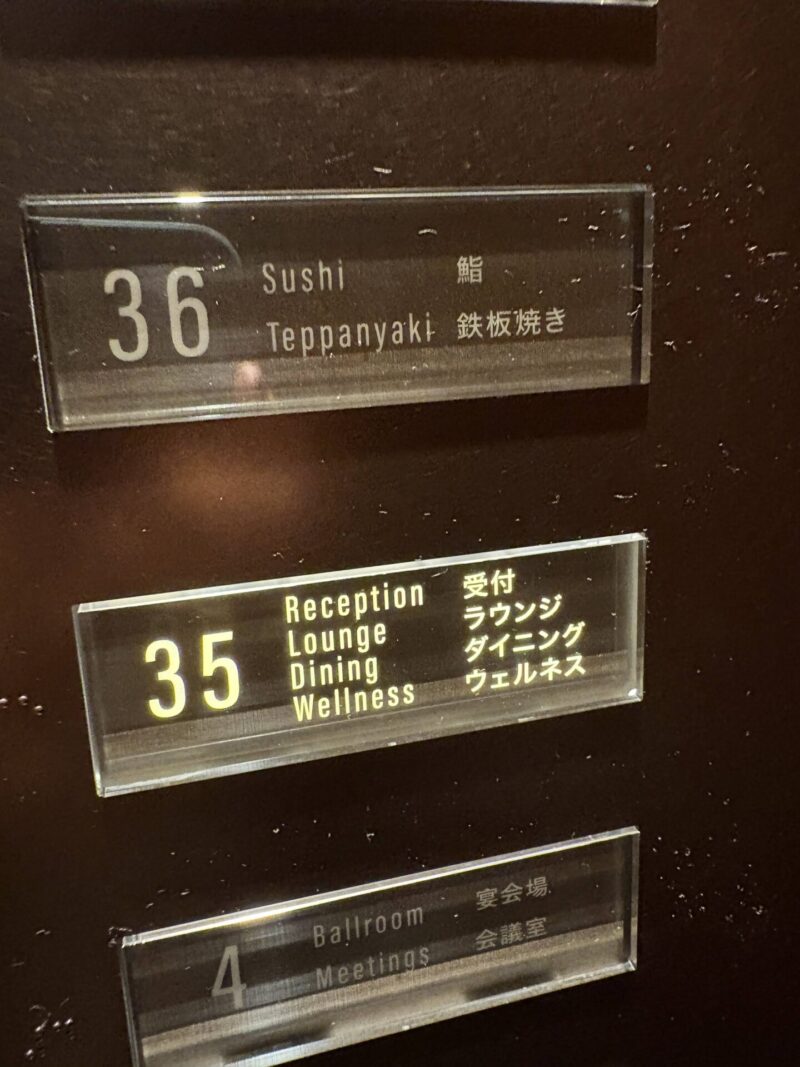 36 Sushi 鮨
Teppanyaki 鉄板焼き
35 Reception 受付
Lounge ラウンジ
Dining ダイニング
Wellness ウェルネス
4 Ballroom 宴会場
Meetings 会議室